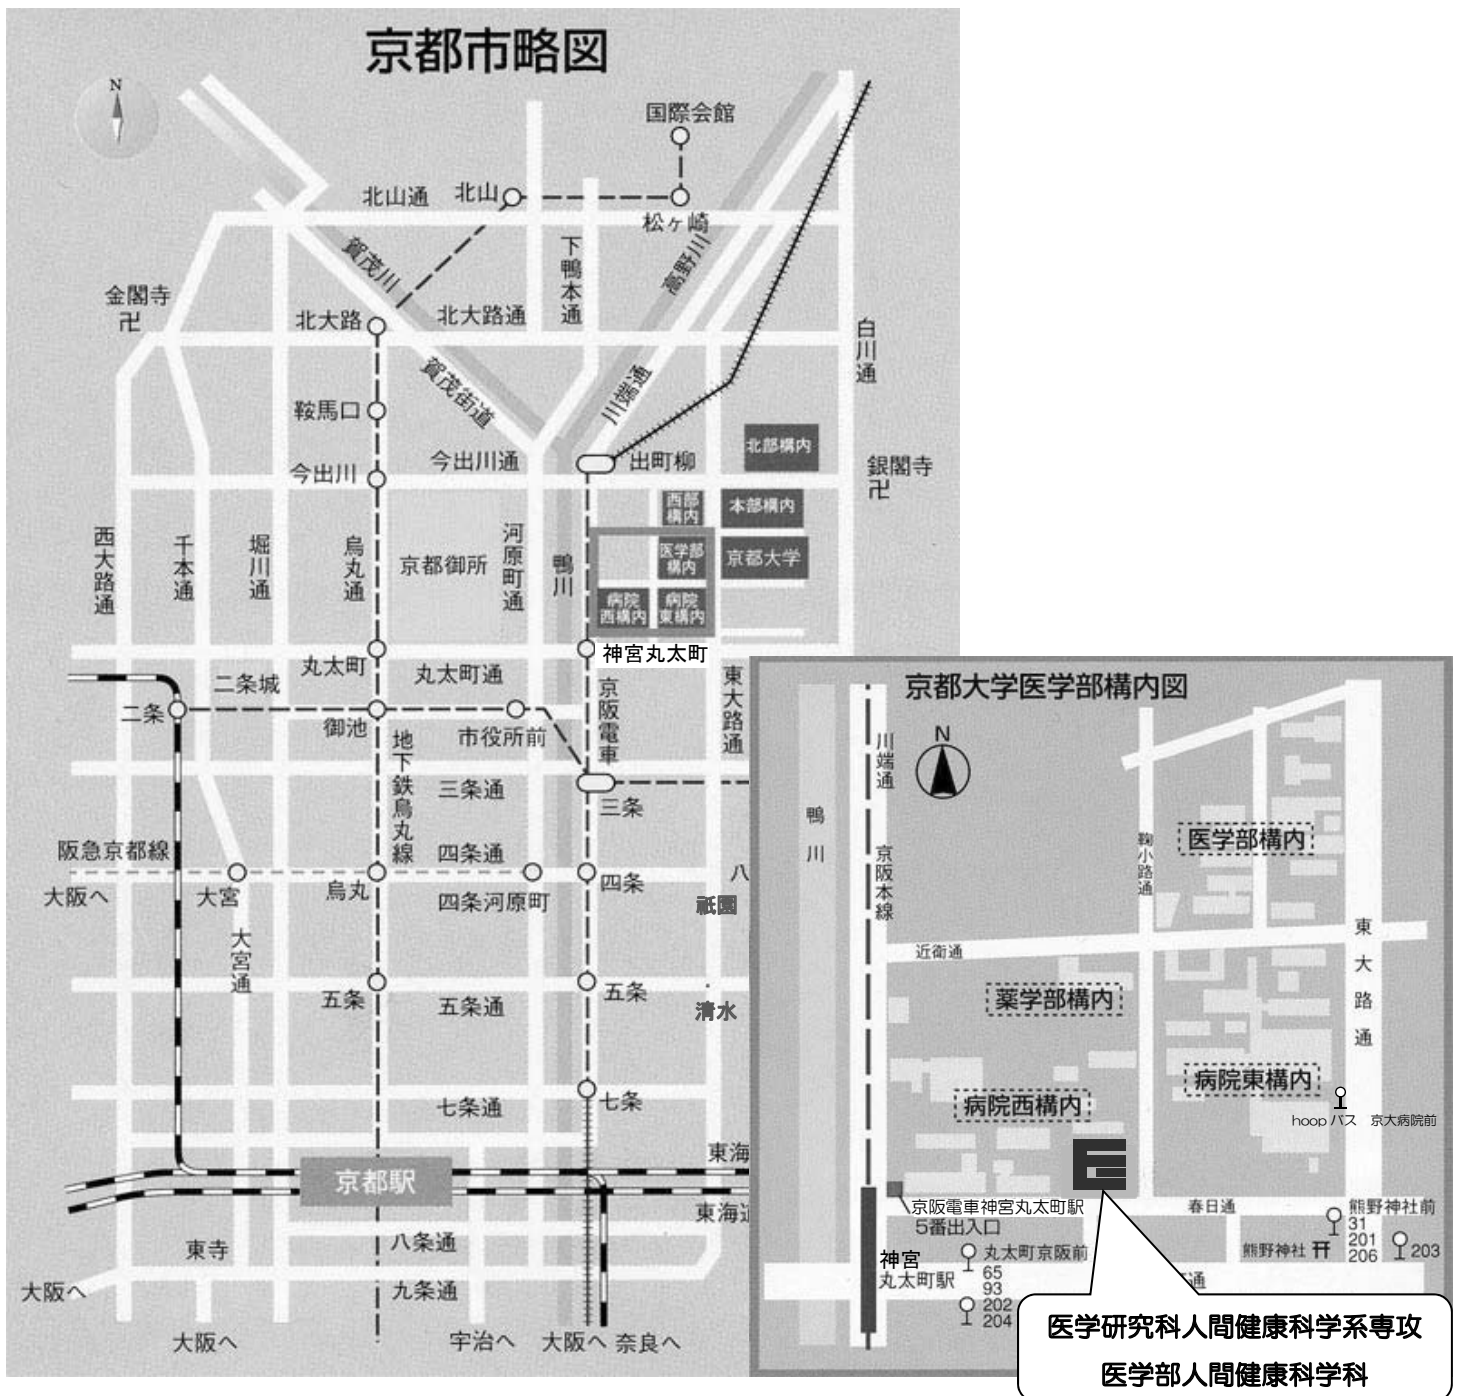 京都市略図
N
国際会館
北山通
北山
松ヶ崎
賀茂川
下鴨本通
高野川
金閣寺
卍
北大路
北大路通
白川通
賀茂街道
川端通
鞍馬口
北部構内
今出川
今出川通
出町柳
銀閣寺
卍
西部
構内
本部構内
西大路通
千本通
堀川通
烏丸通
京都御所
河原町通
鴨川
医学部
構内
京都大学
病院
西構内
病院
東構内
丸太町
丸太町通
神宮丸太町
二条城
二条
御池
市役所前
京阪電車
東大路通
地下鉄烏丸線
三条通
三条
阪急京都線
四条通
大阪へ
大宮
烏丸
四条河原町
四条
八
祇園
大宮通
五条
五条通
五条
清水
七条通
七条
東海
京都駅
東海道
東寺
八条通
大阪へ
九条通
大阪へ
宇治へ
大阪へ
奈良へ
京都大学医学部構内図
N
川端通
鴨川
京阪本線
鞠小路通
医学部構内
東大路通
近衛通
薬学部構内
病院東構内
病院西構内
hoopバス 京大病院前
京阪電車神宮丸太町駅
5番出入口
春日通
熊野神社前
31
201
206
203
熊野神社
神宮
丸太町駅
丸太町京阪前
65
93
202
204
通
医学研究科人間健康科学系専攻
医学部人間健康科学科